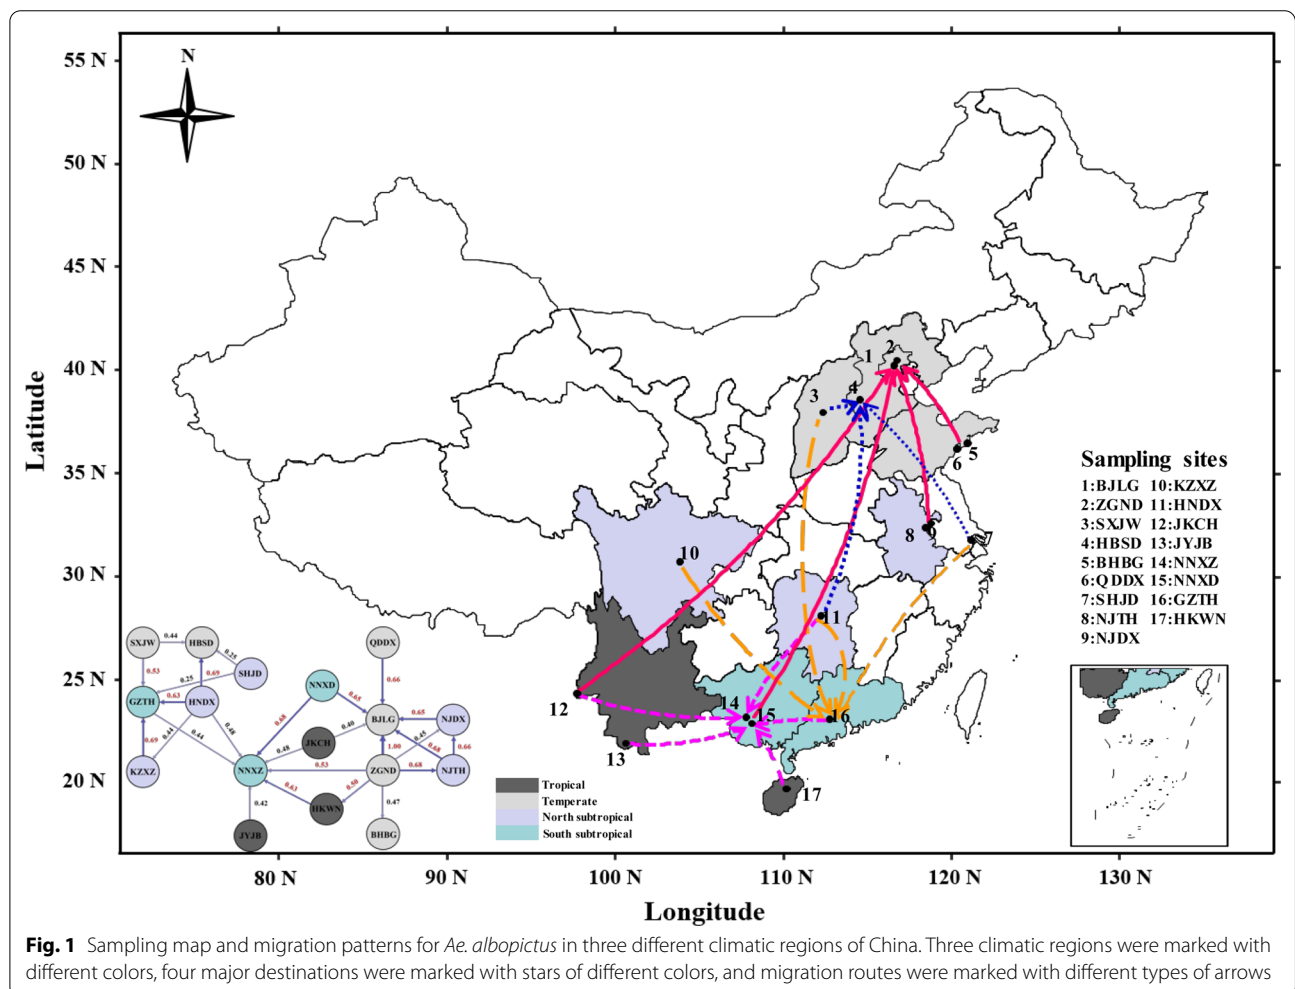 N
55 N
50 N
45 N
40 N
35 N
30 N
25 N
20 N
Latitude
80 N 90 N 100 N 110 N 120 N 130 N
Longitude
1
2
3
4
5
6
8
9
10
11
12
13
14
15
16
17
Sampling sites
1:BJLG 10:KZXZ
2:ZGND 11:HNDX
3:SXJW 12:JKCH
4:HBSD 13:JYJB
5:BHBG 14:NNXZ
6:QDDX 15:NNXD
7:SHJD 16:GZTH
8:NJTH 17:HKWN
9:NJDX
SXJW 0.44 HBSD QDDX
0.53 0.25 0.25 0.69 SHJD
NNXD 0.66
GZTH 0.63 HNDX 0.65
0.68 BJLG 0.65 NJDX
0.69 0.44 0.44 0.48 JKCH 0.40 0.45
0.48 1.00 0.68 0.66
KZXZ NNXZ 0.53 ZGND 0.68 NJTH
0.63 0.50
0.42 HKWN 0.47
JYJB BHBG
Tropical
Temperate
North subtropical
South subtropical
Fig. 1 Sampling map and migration patterns for Ae. albopictus in three different climatic regions of China. Three climatic regions were marked with
different colors, four major destinations were marked with stars of different colors, and migration routes were marked with different types of arrows